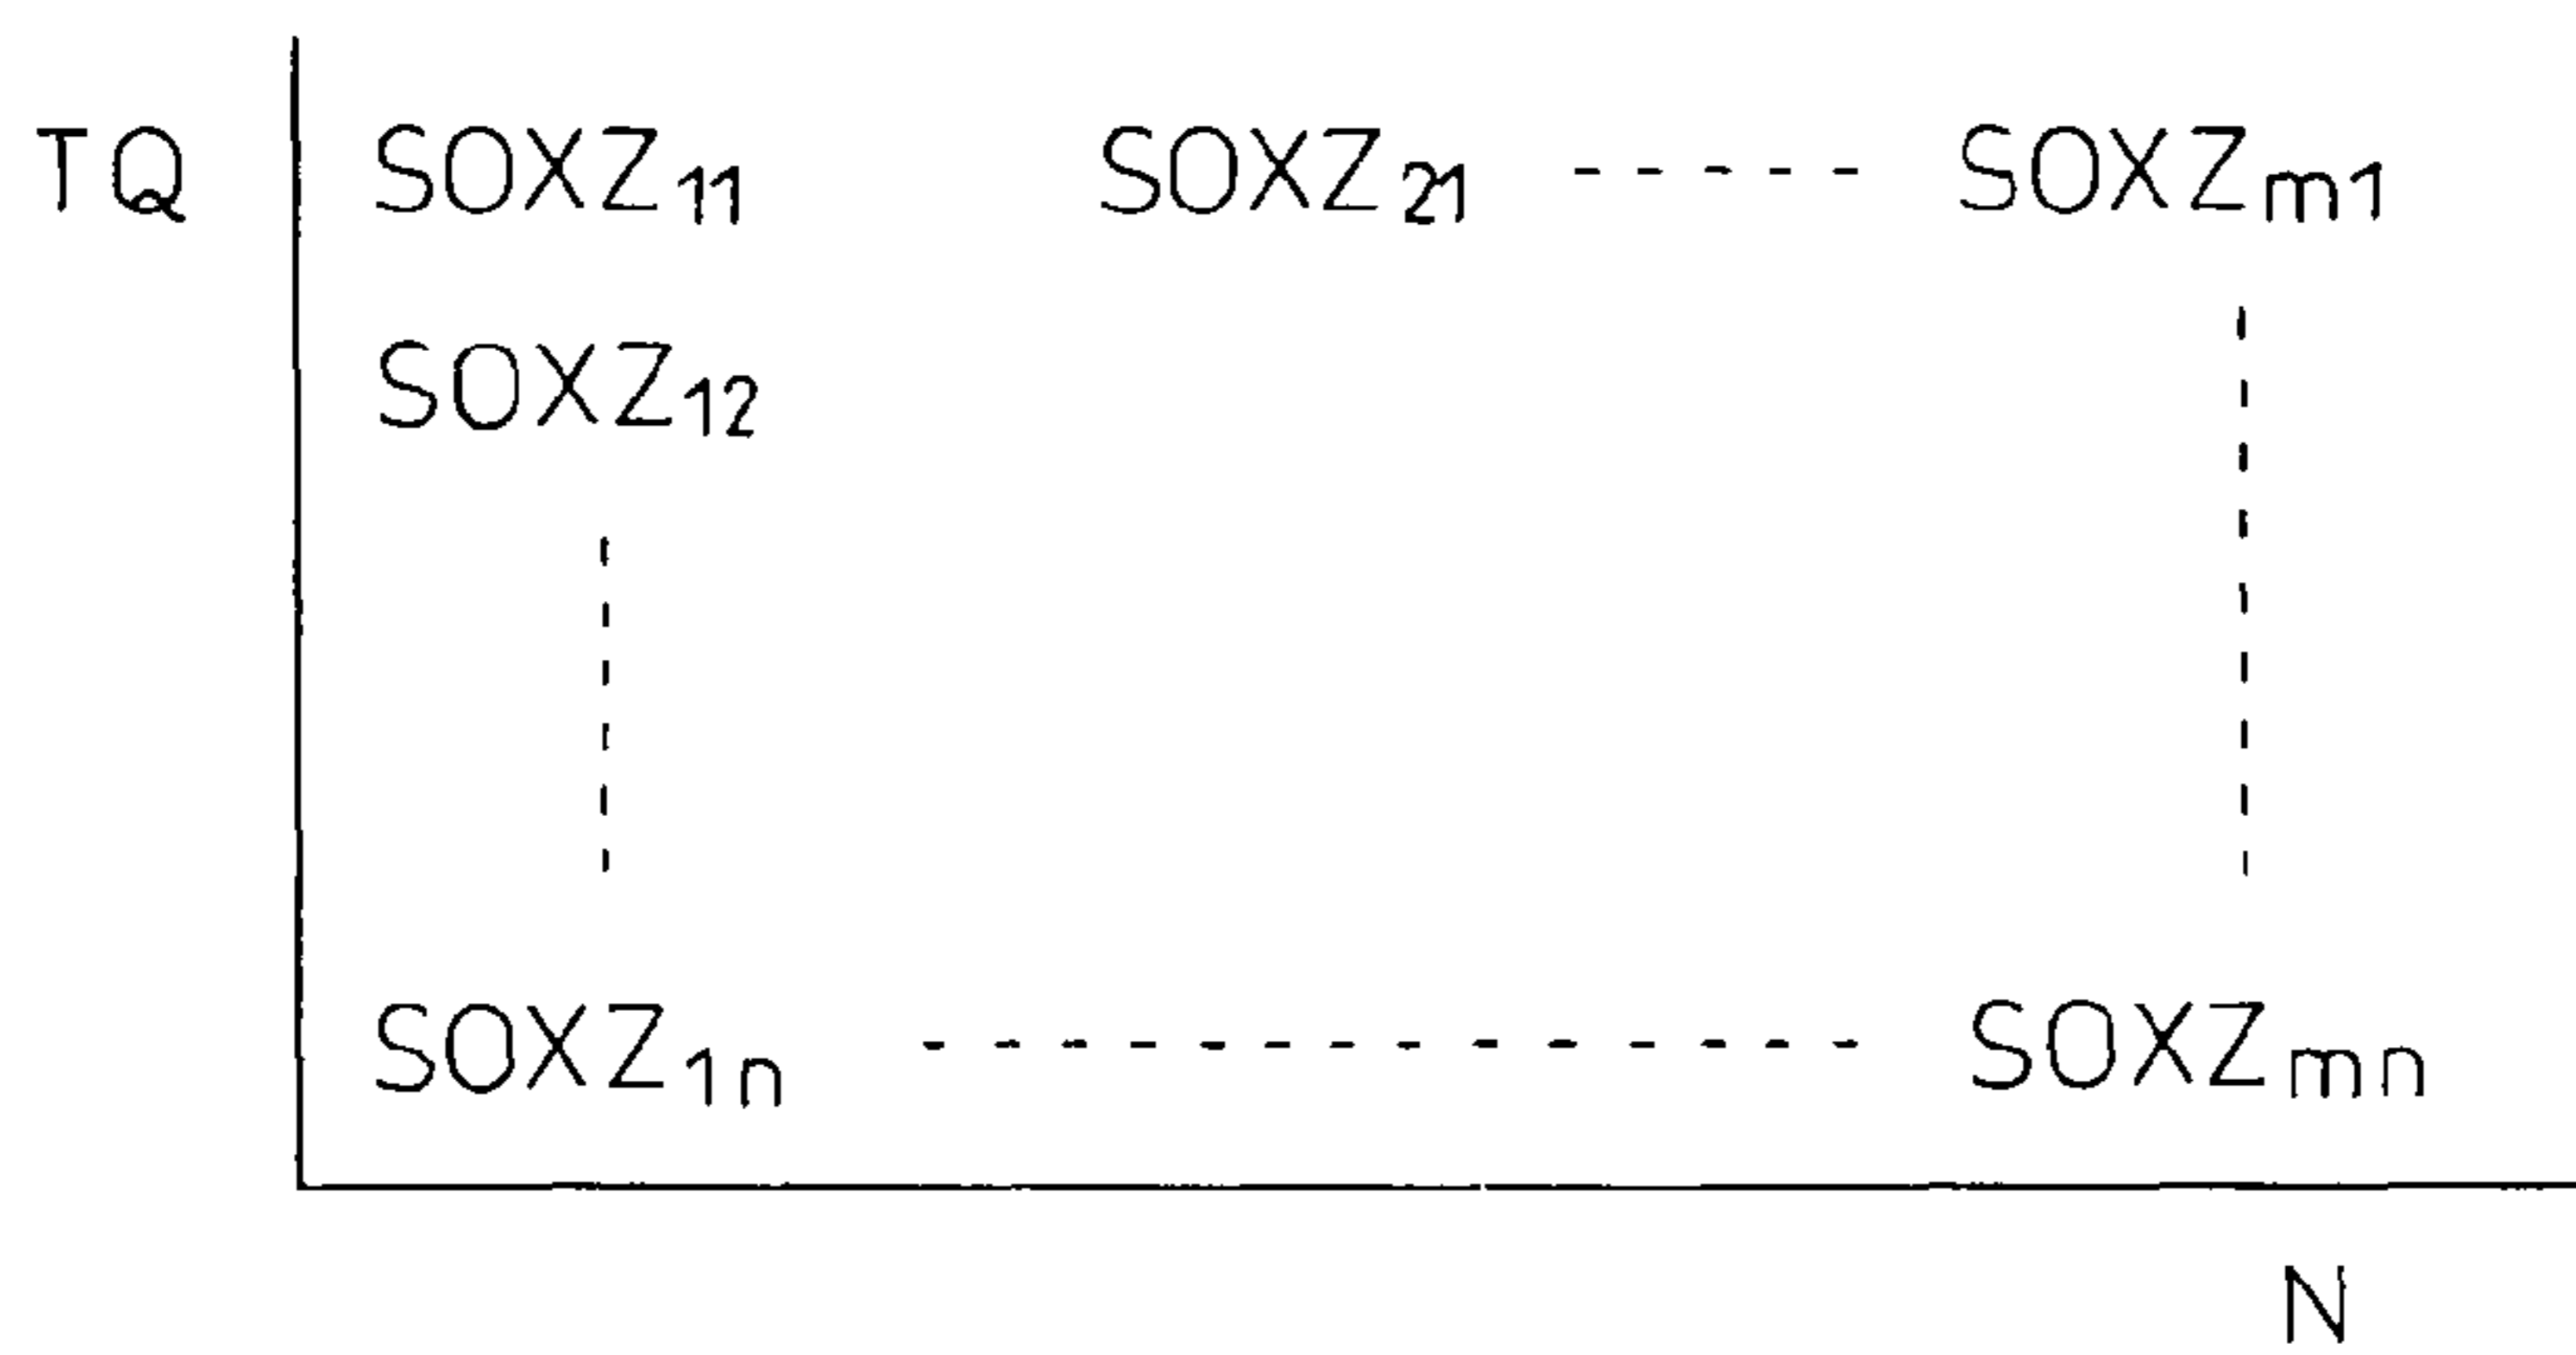 TQ SOXZ₁₁ SOXZ₂₁ ----- SOXZₘ₁
SOXZ₁₂
SOXZ₁ₙ -------------- SOXZₘₙ
N